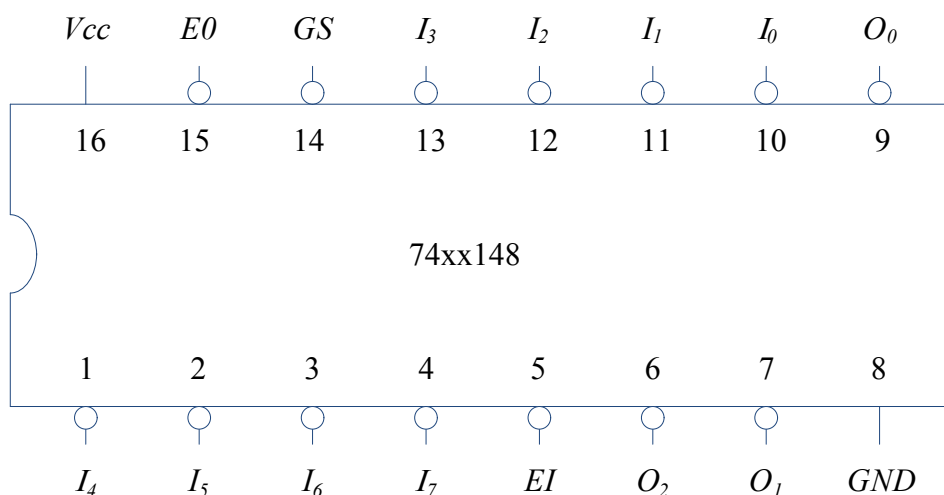 Vcc E0 GS I₃ I₂ I₁ I₀ O₀
16 15 14 13 12 11 10 9
74xx148
1 2 3 4 5 6 7 8
I₄ I₅ I₆ I₇ EI O₂ O₁ GND